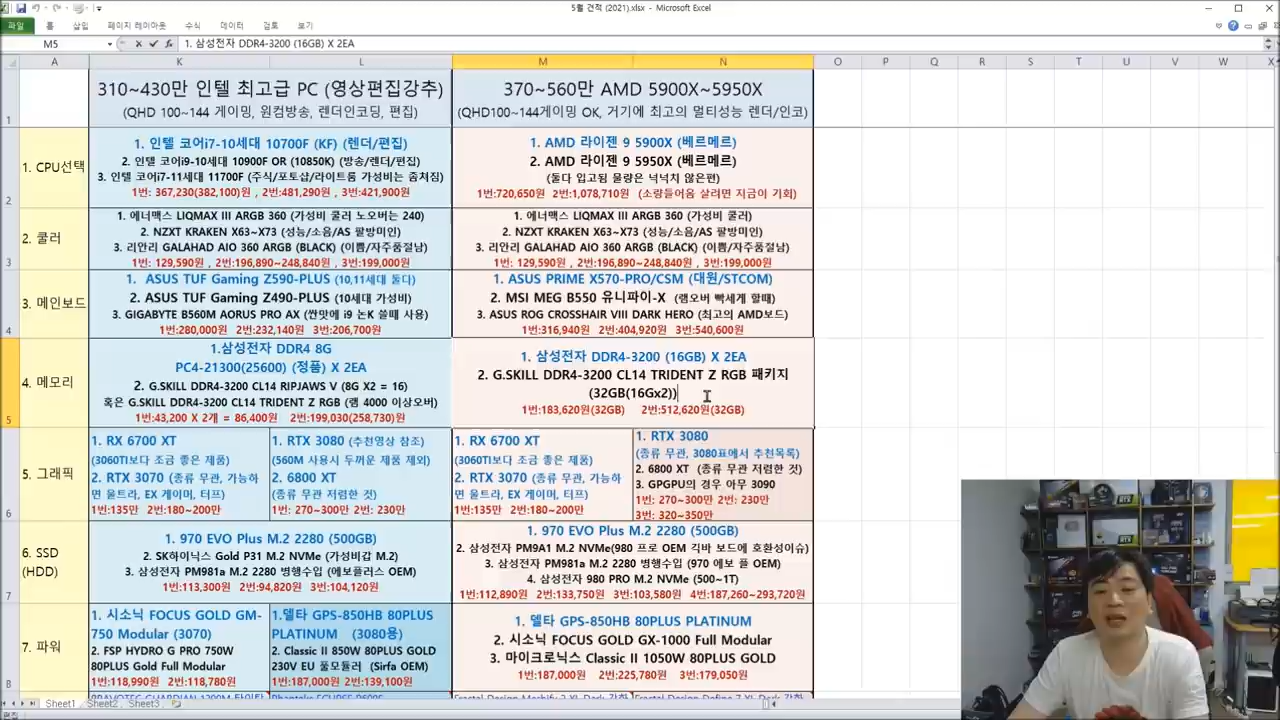 5월 견적 (2021).xlsx - Microsoft Excel
파일 홈 삽입 페이지 레이아웃 수식 데이터 검토 보기
M5 1. 삼성전자 DDR4-3200 (16GB) X 2EA
A K L M N O P Q R S T U V W X
1
310~430만 인텔 최고급 PC (영상편집강추)
(QHD 100~144 게이밍, 원컴방송, 렌더인코딩, 편집)
370~560만 AMD 5900X~5950X
(QHD100~144게이밍 OK, 거기에 최고의 멀티성능 렌더/인코)
2
1. CPU선택
1. 인텔 코어i7-10세대 10700F (KF) (렌더/편집)
2. 인텔 코어i9-10세대 10900F OR (10850K) (방송/렌더/편집)
3. 인텔 코어i7-11세대 11700F (주식/포토샵/라이트룸 가성비는 좀쳐짐)
1번: 367,230(382,100)원 , 2번:481,290원 , 3번:421,900원
1. AMD 라이젠 9 5900X (베르메르)
2. AMD 라이젠 9 5950X (베르메르)
(둘다 입고됨 물량은 넉넉치 않은편)
1번:720,650원 2번:1,078,710원 (소량들어옴 살려면 지금이 기회)
3
2. 쿨러
1. 에너맥스 LIQMAX III ARGB 360 (가성비 쿨러 노오버는 240)
2. NZXT KRAKEN X63~X73 (성능/소음/AS 팔방미인)
3. 리안리 GALAHAD AIO 360 ARGB (BLACK) (이쁨/자주품절남)
1번: 129,590원 , 2번:196,890~248,840원 , 3번:199,000원
1. 에너맥스 LIQMAX III ARGB 360 (가성비 쿨러)
2. NZXT KRAKEN X63~X73 (성능/소음/AS 팔방미인)
3. 리안리 GALAHAD AIO 360 ARGB (BLACK) (이쁨/자주품절남)
1번: 129,590원 , 2번:196,890~248,840원 , 3번:199,000원
4
3. 메인보드
1. ASUS TUF Gaming Z590-PLUS (10,11세대 둘다)
2. ASUS TUF Gaming Z490-PLUS (10세대 가성비)
3. GIGABYTE B560M AORUS PRO AX (싼맛에 i9 논K 쓸때 사용)
1번:280,000원 2번:232,140원 3번:206,700원
1. ASUS PRIME X570-PRO/CSM (대원/STCOM)
2. MSI MEG B550 유니파이-X (램오버 빡세게 할때)
3. ASUS ROG CROSSHAIR VIII DARK HERO (최고의 AMD보드)
1번:316,940원 2번:404,920원 3번:540,600원
5
4. 메모리
1.삼성전자 DDR4 8G
PC4-21300(25600) (정품) X 2EA
2. G.SKILL DDR4-3200 CL14 RIPJAWS V (8G X2 = 16)
혹은 G.SKILL DDR4-3200 CL14 TRIDENT Z RGB (램 4000 이상오버)
1번:43,200 X 2개 = 86,400원 2번:199,030(258,730)원
1. 삼성전자 DDR4-3200 (16GB) X 2EA
2. G.SKILL DDR4-3200 CL14 TRIDENT Z RGB 패키지
(32GB(16Gx2))
1번:183,620원(32GB) 2번:512,620원(32GB)
6
5. 그래픽
1. RX 6700 XT
(3060TI보다 조금 좋은 제품)
2. RTX 3070 (종류 무관, 가능하
면 울트라, EX 게이머, 터프)
1번:135만 2번:180~200만
1. RTX 3080 (추천영상 참조)
(560M 사용시 두꺼운 제품 제외)
2. 6800 XT
(종류 무관 저렴한 것)
1번: 270~300만 2번: 230만
1. RX 6700 XT
(3060TI보다 조금 좋은 제품)
2. RTX 3070 (종류 무관, 가능하
면 울트라, EX 게이머, 터프)
1번:135만 2번:180~200만
1. RTX 3080
(종류 무관, 3080표에서 추천목록)
2. 6800 XT (종류 무관 저렴한 것)
3. GPGPU의 경우 아무 3090
1번: 270~300만 2번: 230만
3번: 320~350만
7
6. SSD
(HDD)
1. 970 EVO Plus M.2 2280 (500GB)
2. SK하이닉스 Gold P31 M.2 NVMe (가성비갑 M.2)
3. 삼성전자 PM981a M.2 2280 병행수입 (에보플러스 OEM)
1번:113,300원 2번:94,820원 3번:104,120원
1. 970 EVO Plus M.2 2280 (500GB)
2. 삼성전자 PM9A1 M.2 NVMe(980 프로 OEM 긱바 보드에 호환성이슈)
3. 삼성전자 PM981a M.2 2280 병행수입 (970 에보 플 OEM)
4. 삼성전자 980 PRO M.2 NVMe (500~1T)
1번:112,890원 2번:133,750원 3번:103,580원 4번:187,260~293,720원
8
7. 파워
1. 시소닉 FOCUS GOLD GM-
750 Modular (3070)
2. FSP HYDRO G PRO 750W
80PLUS Gold Full Modular
1번:118,990원 2번:118,780원
1.델타 GPS-850HB 80PLUS
PLATINUM (3080용)
2. Classic II 850W 80PLUS GOLD
230V EU 풀모듈러 (Sirfa OEM)
1번:187,000원 2번:139,100원
1. 델타 GPS-850HB 80PLUS PLATINUM
2. 시소닉 FOCUS GOLD GX-1000 Full Modular
3. 마이크로닉스 Classic II 1050W 80PLUS GOLD
1번:187,000원 2번:225,780원 3번:179,050원
Sheet1 Sheet2 Sheet3
편집